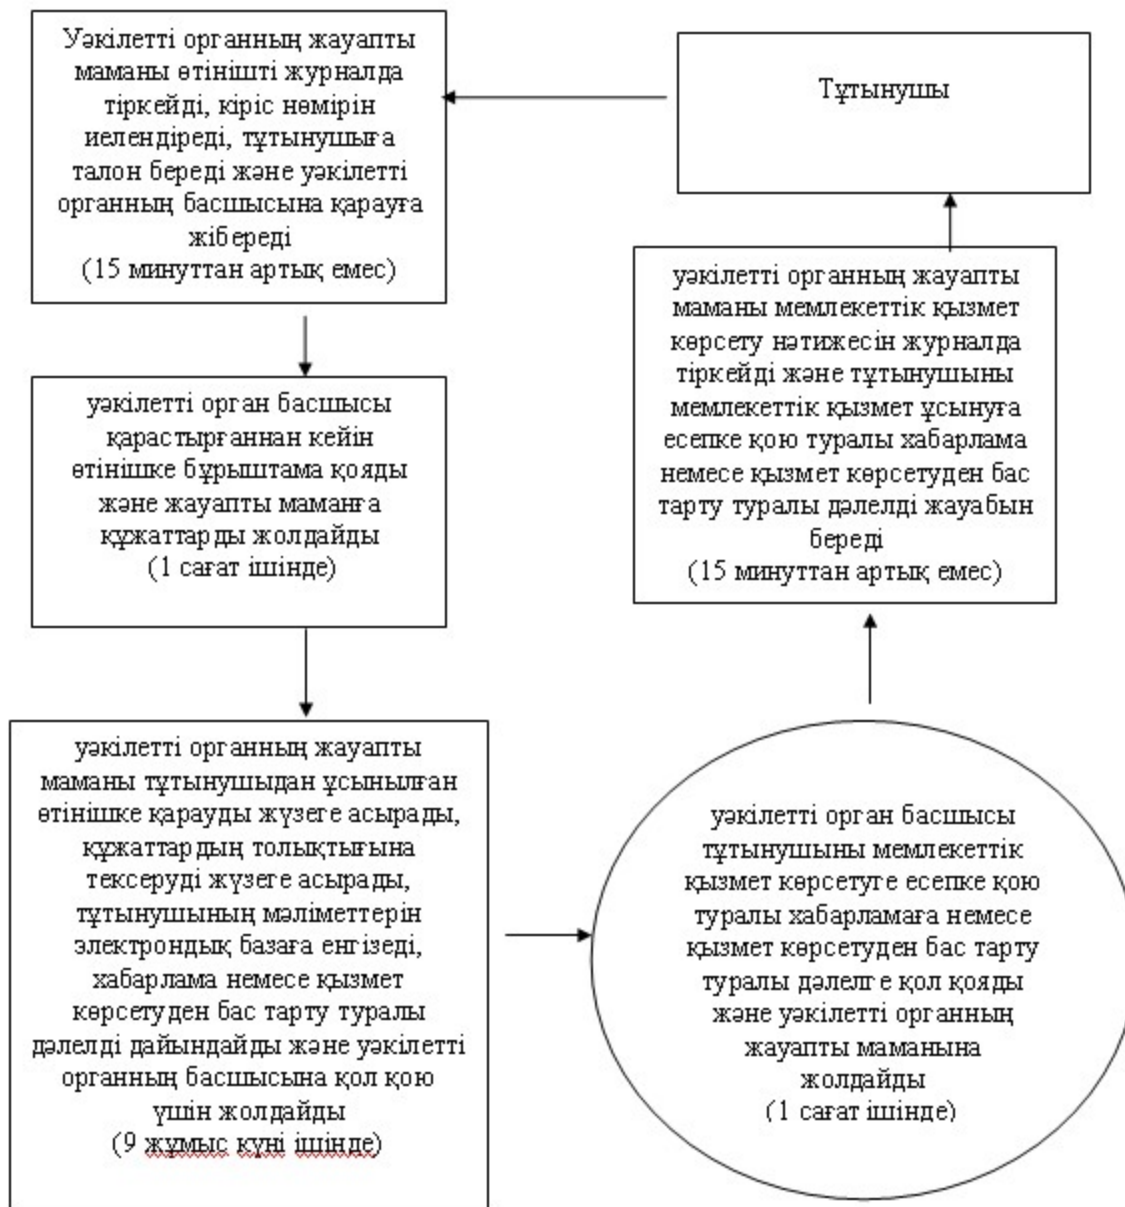 Уәкілетті органның жауапты
маманы өтінішті журналда
тіркейді, кіріс нөмірін
иелендіреді, тұтынушыға
талон береді және уәкілетті
органның басшысына қарауға
жібереді
(15 минуттан артық емес)
Тұтынушы
уәкілетті орган басшысы
қарастырғаннан кейін
өтінішке бұрыштама қояды
және жауапты маманға
құжаттарды жолдайды
(1 сағат ішінде)
уәкілетті органның жауапты
маманы мемлекеттік қызмет
көрсету нәтижесін журналда
тіркейді және тұтынушыны
мемлекеттік қызмет ұсынуға
есепке қою туралы хабарлама
немесе қызмет көрсетуден бас
тарту туралы дәлелді жауабын
береді
(15 минуттан артық емес)
уәкілетті органның жауапты
маманы тұтынушыдан ұсынылған
өтінішке қарауды жүзеге асырады,
құжаттардың толықтығына
тексеруді жүзеге асырады,
тұтынушының мәліметтерін
электрондық базаға енгізеді,
хабарлама немесе қызмет
көрсетуден бас тарту туралы
дәлелді дайындайды және уәкілетті
органның басшысына қол қою
үшін жолдайды
(9 жұмыс күні ішінде)
уәкілетті орган басшысы
тұтынушыны мемлекеттік
қызмет көрсетуге есепке қою
туралы хабарламаға немесе
қызмет көрсетуден бас тарту
туралы дәлелге қол қояды
және уәкілетті органның
жауапты маманына
жолдайды
(1 сағат ішінде)